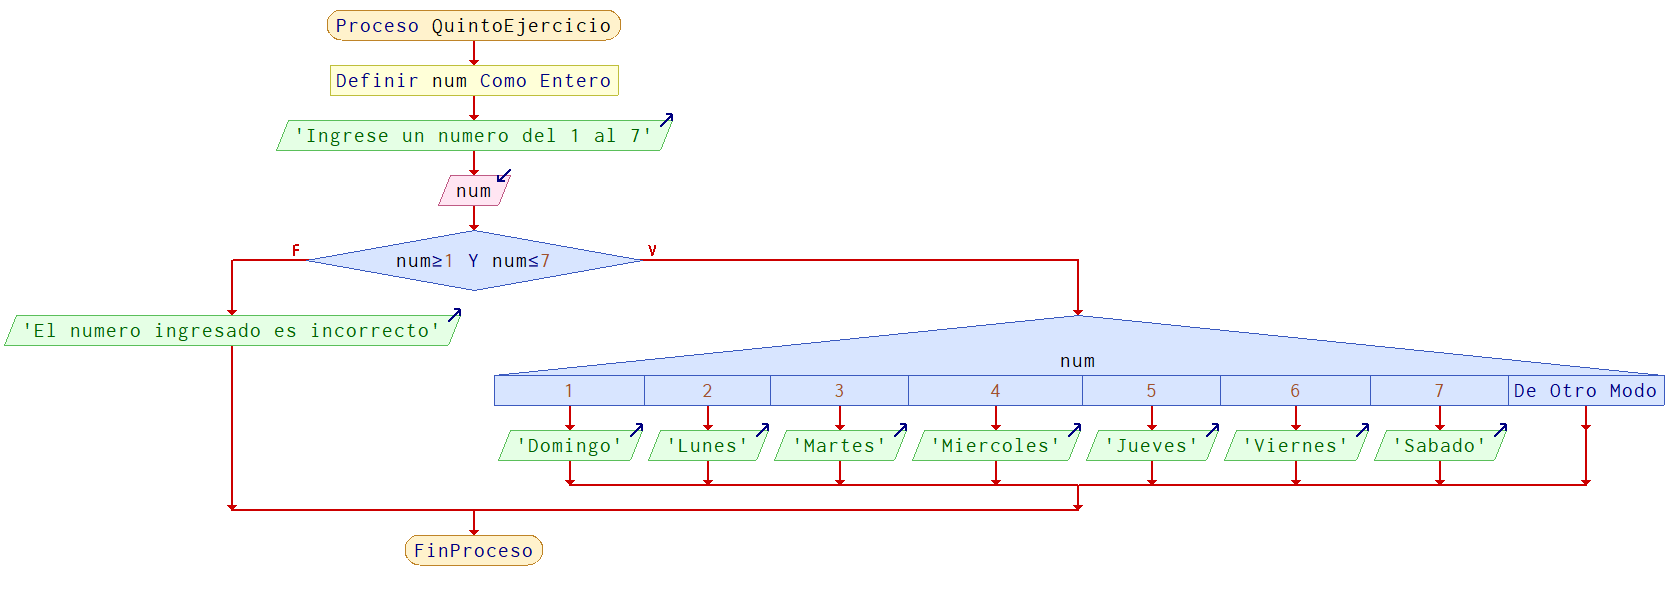 Proceso QuintoEjercicio
Definir num Como Entero
'Ingrese un numero del 1 al 7'
num
F
V
num≥1 Y num≤7
'El numero ingresado es incorrecto'
num
1 2 3 4 5 6 7 De Otro Modo
'Domingo' 'Lunes' 'Martes' 'Miercoles' 'Jueves' 'Viernes' 'Sabado'
FinProceso